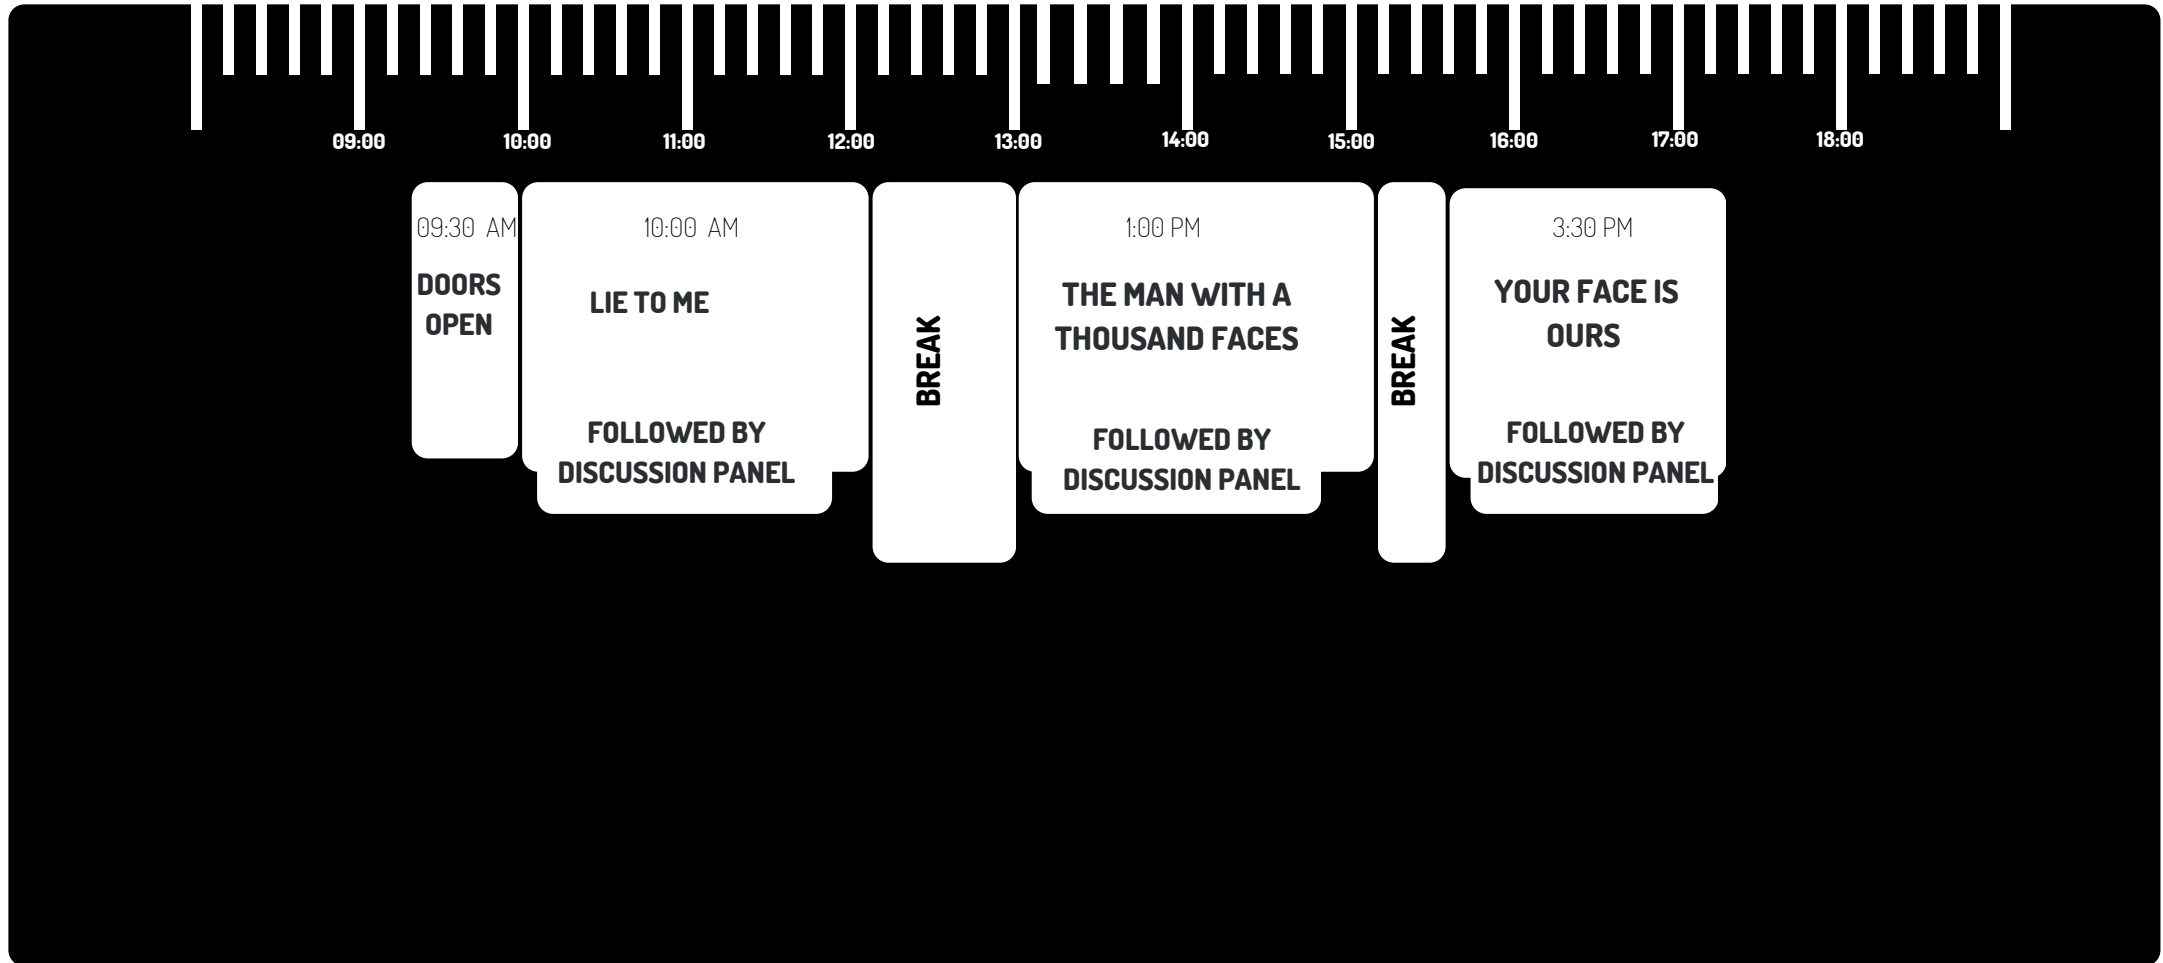 09:00
10:00
11:00
12:00
13:00
14:00
15:00
16:00
17:00
18:00
09:30 AM
DOORS
OPEN
10:00 AM
LIE TO ME
FOLLOWED BY
DISCUSSION PANEL
BREAK
1:00 PM
THE MAN WITH A
THOUSAND FACES
FOLLOWED BY
DISCUSSION PANEL
BREAK
3:30 PM
YOUR FACE IS
OURS
FOLLOWED BY
DISCUSSION PANEL